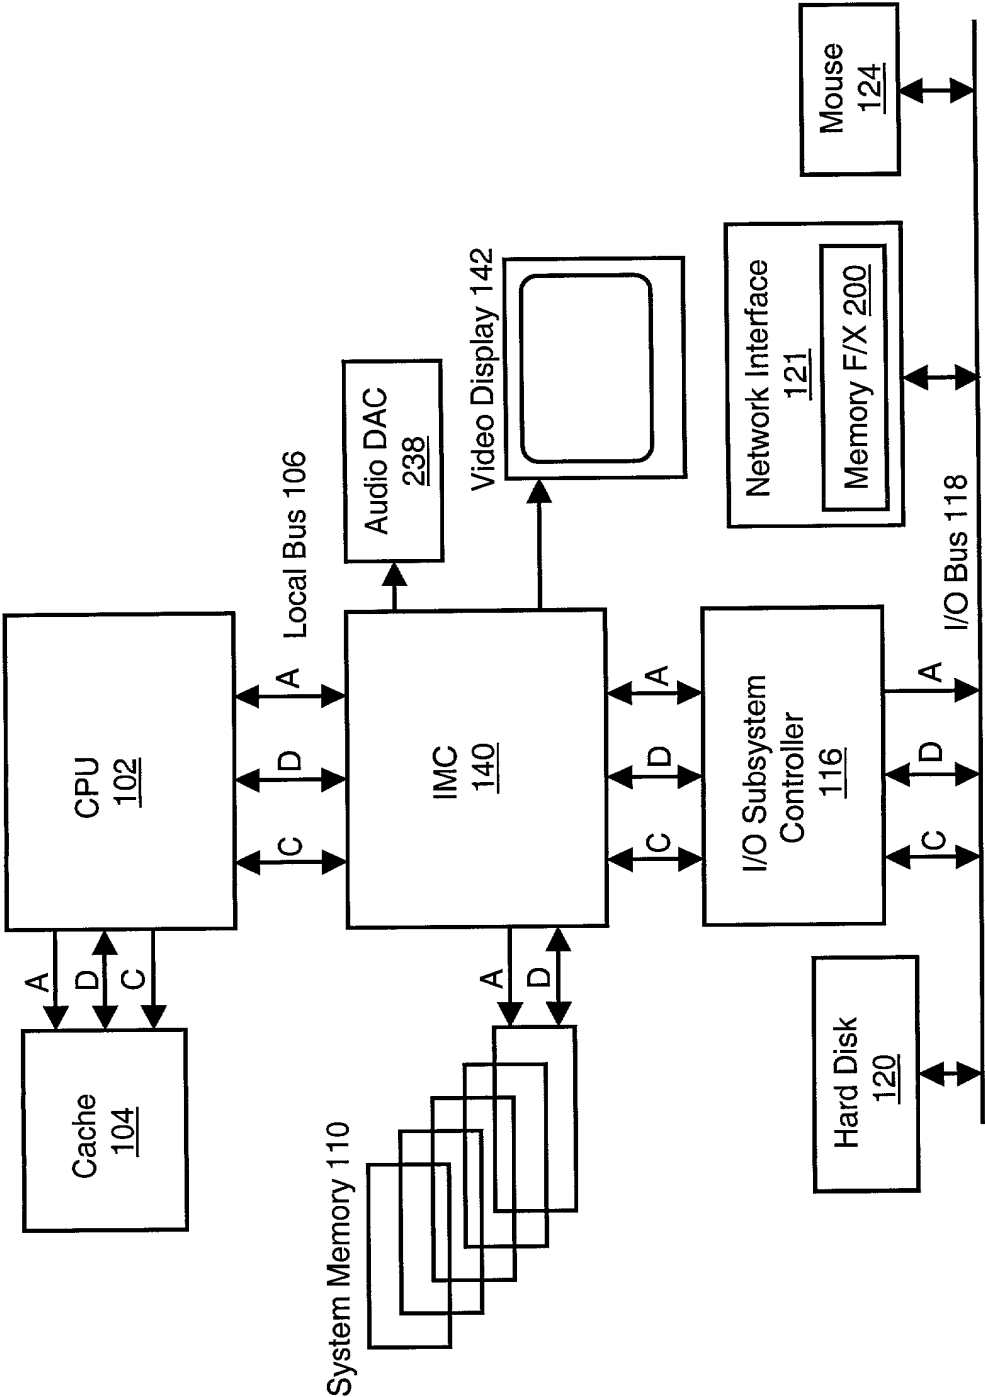 A
Cache
104
D
C
CPU
102
C
D
A
Local Bus 106
System Memory 110
A
D
IMC
140
Audio DAC
238
Video Display 142
C
D
A
I/O Subsystem
Controller
116
Network Interface
121
Memory F/X 200
Mouse
124
Hard Disk
120
C
D
A
I/O Bus 118